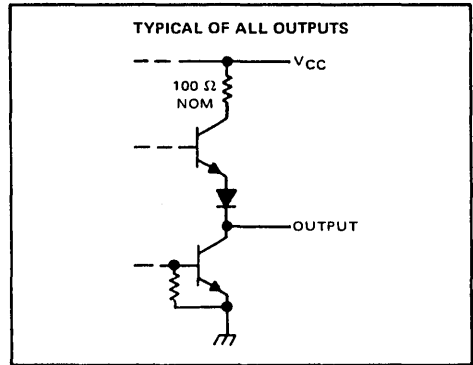 TYPICAL OF ALL OUTPUTS
VCC
100 Ω
NOM
OUTPUT